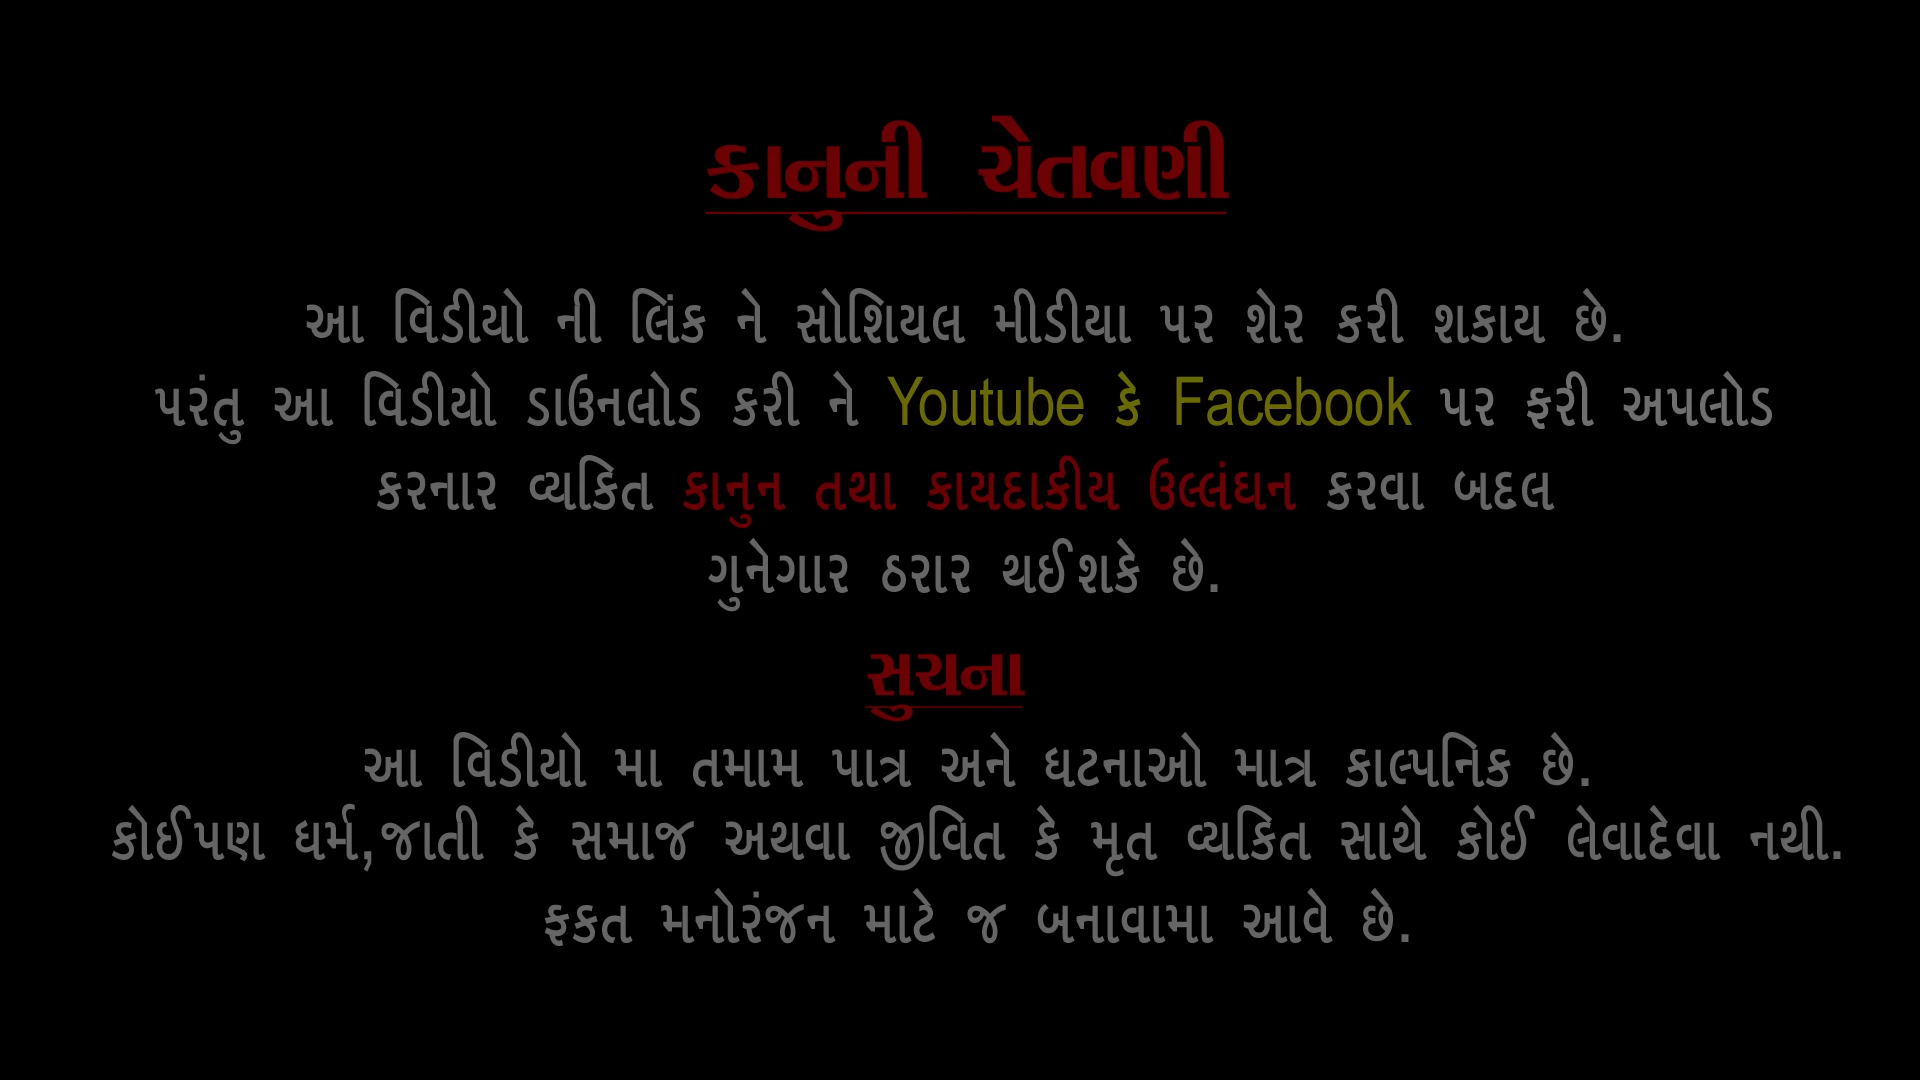 કાનુની ચેતવણી
આ વિડીયો ની લિંક ને સોશિયલ મીડીયા પર શેર કરી શકાય છે.
પરંતુ આ વિડીયો ડાઉનલોડ કરી ને Youtube કે Facebook પર ફરી અપલોડ
કરનાર વ્યકિત કાનુન તથા કાયદાકીય ઉલ્લંઘન કરવા બદલ
ગુનેગાર ઠરાર થઈશકે છે.
સુચના
આ વિડીયો મા તમામ પાત્ર અને ઘટનાઓ માત્ર કાલ્પનિક છે.
કોઈપણ ધર્મ,જાતી કે સમાજ અથવા જીવિત કે મૃત વ્યકિત સાથે કોઈ લેવાદેવા નથી.
ફકત મનોરંજન માટે જ બનાવામા આવે છે.